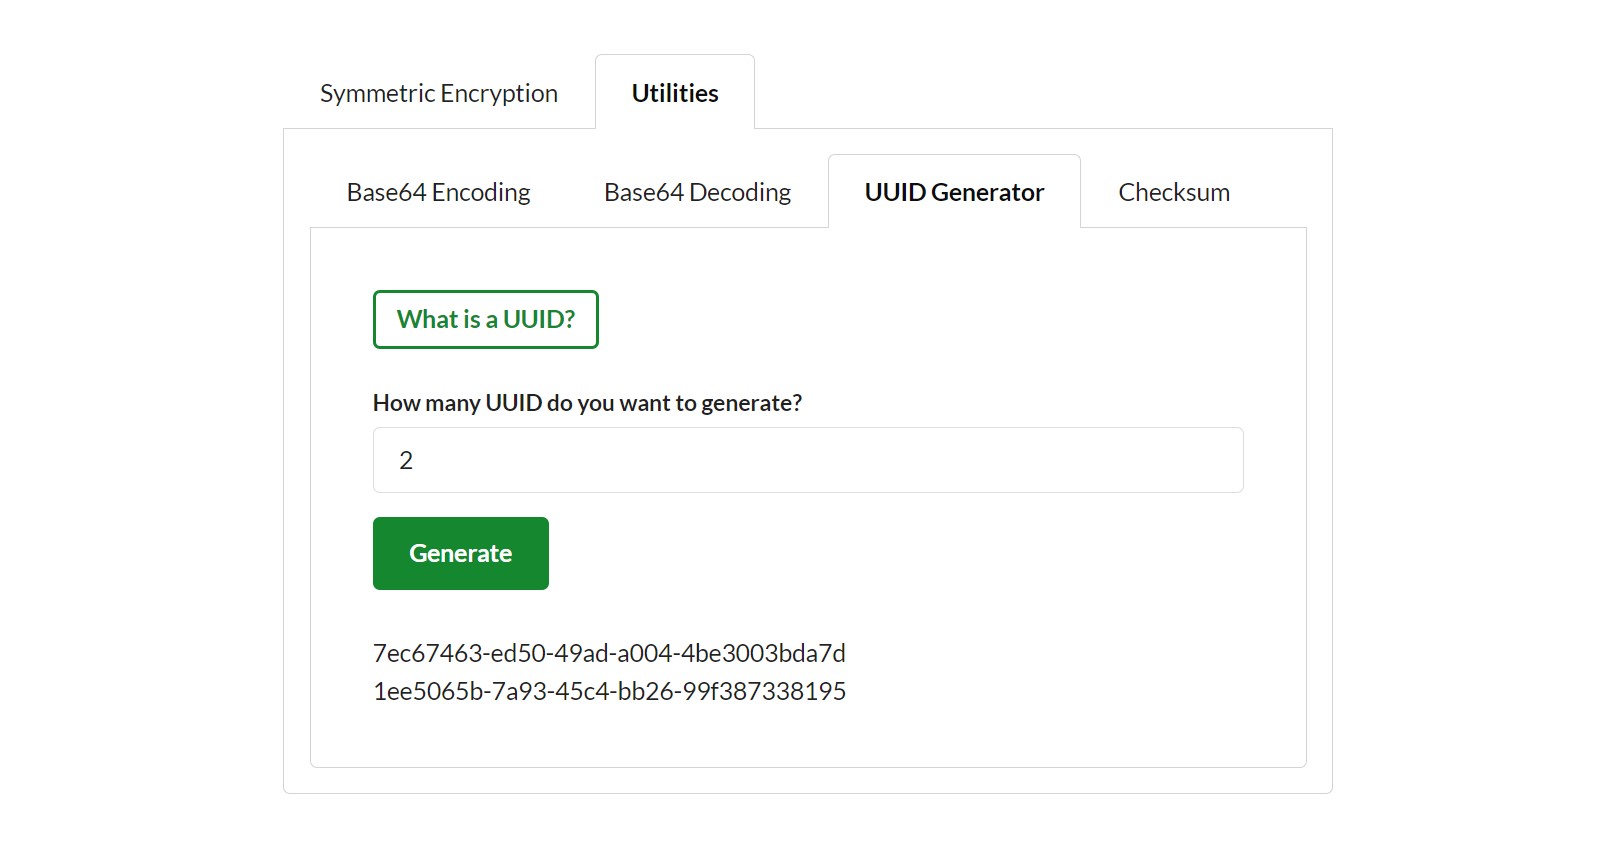 Symmetric Encryption Utilities
Base64 Encoding Base64 Decoding UUID Generator Checksum
What is a UUID?
How many UUID do you want to generate?
2
Generate
7ec67463-ed50-49ad-a004-4be3003bda7d
1ee5065b-7a93-45c4-bb26-99f387338195